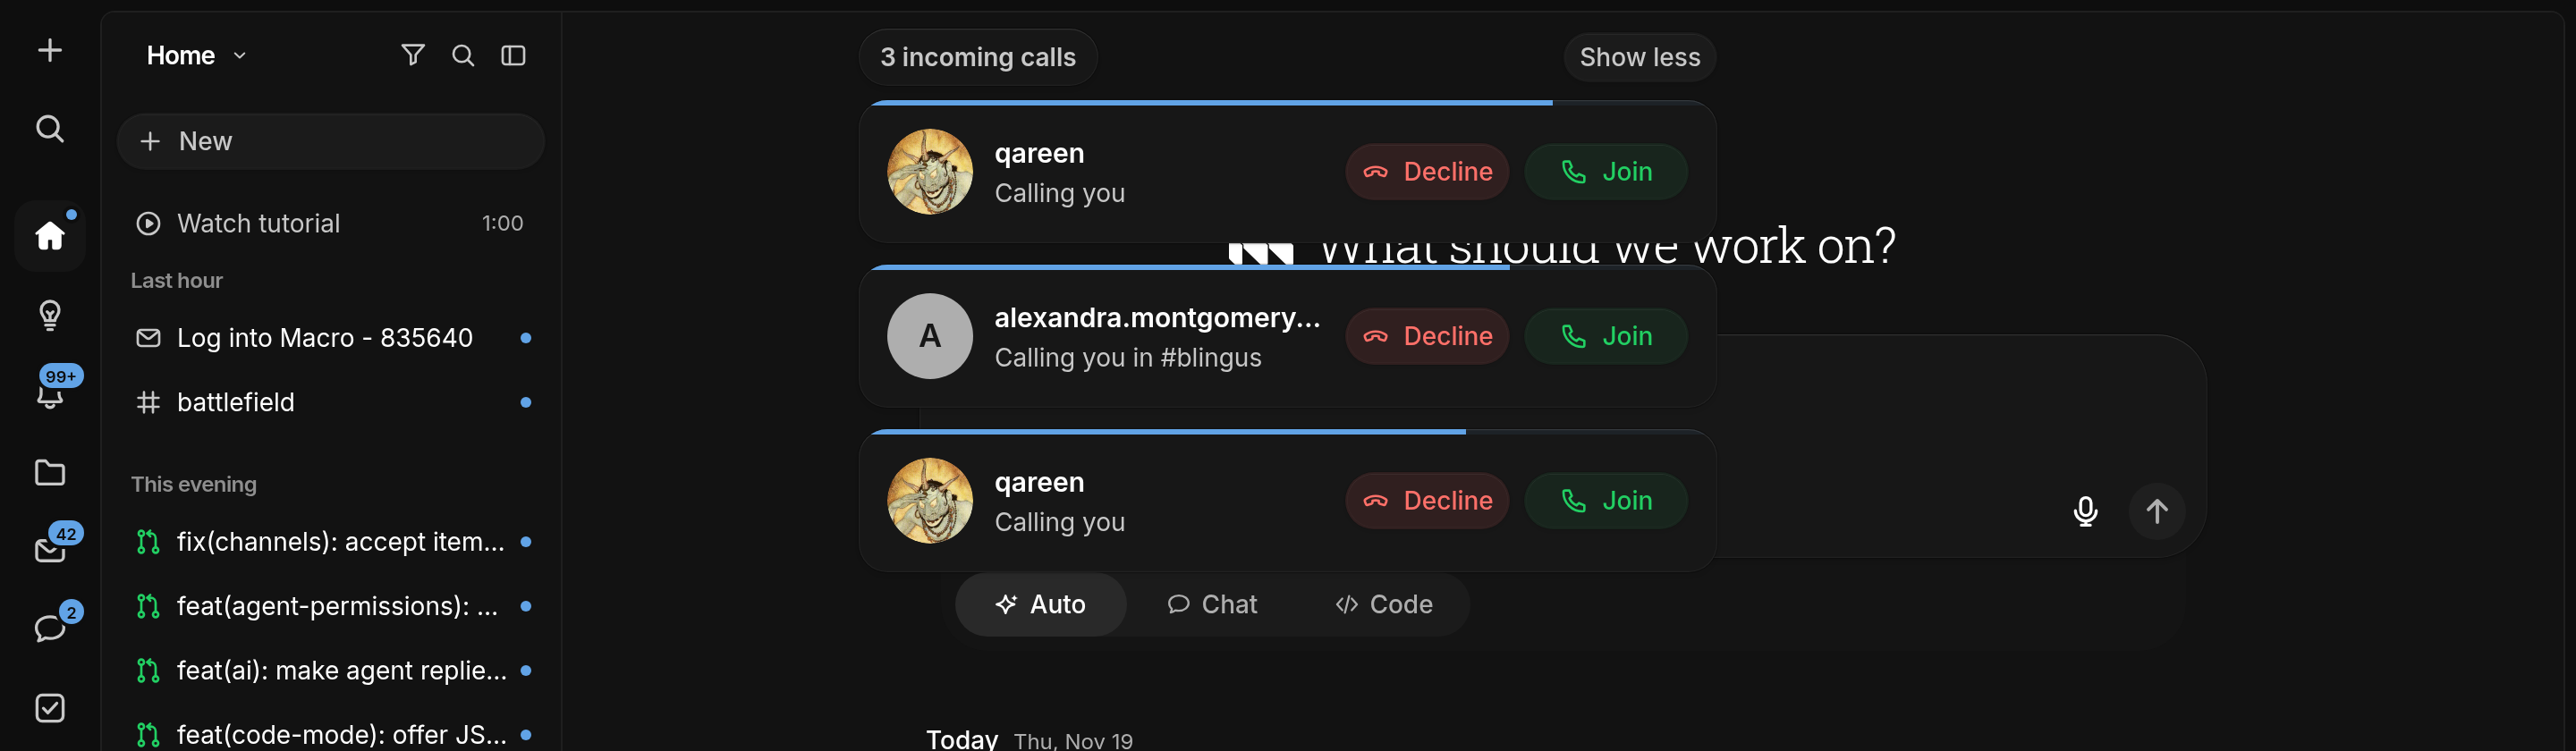 Home
New
Watch tutorial 1:00
Last hour
Log into Macro - 835640
battlefield
This evening
fix(channels): accept item...
feat(agent-permissions): ...
feat(ai): make agent replie...
feat(code-mode): offer JS...
99+
42
2
3 incoming calls Show less
qareen
Calling you
Decline Join
What should we work on?
A
alexandra.montgomery...
Calling you in #blingus
Decline Join
qareen
Calling you
Decline Join
Auto Chat Code
Today Thu, Nov 19